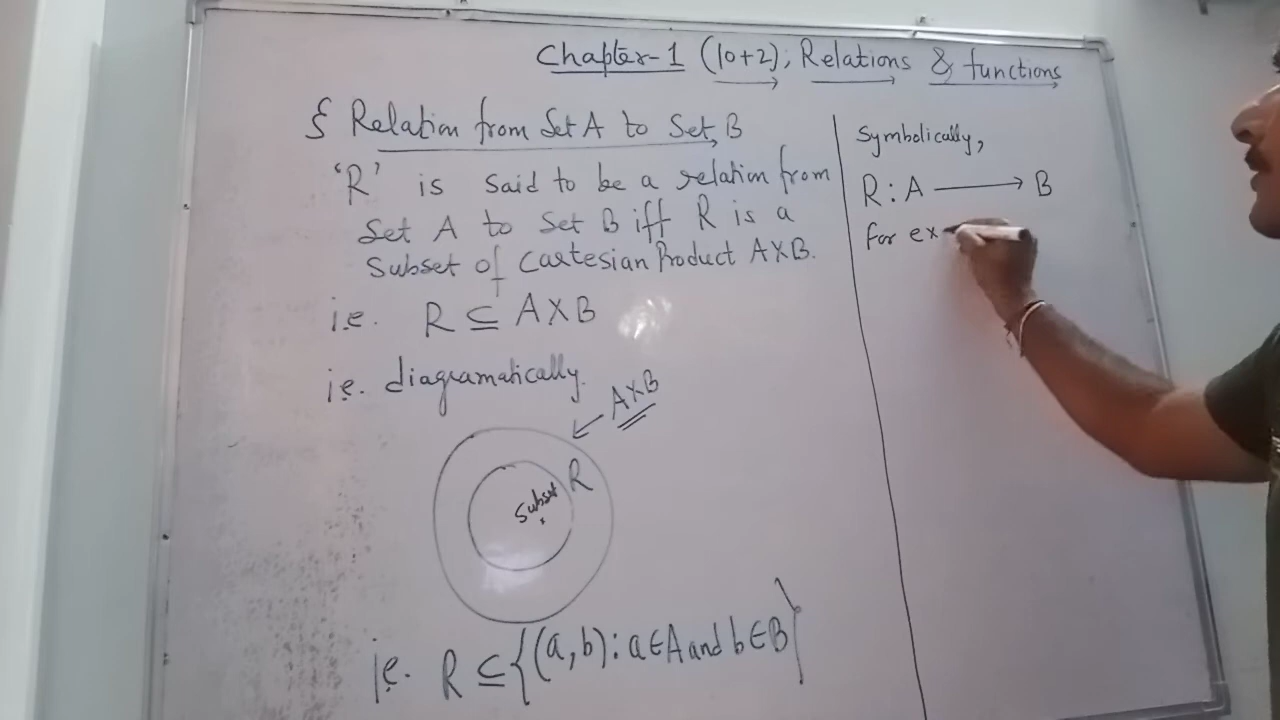 Chapter-1 (10+2); Relations & functions
§ Relation from Set A to Set B
'R' is said to be a relation from
Set A to Set B iff R is a
Subset of Cartesian Product A×B.
i.e. R ⊆ A×B
i.e. diagramatically.
A×B
R
Subset
i.e. R ⊆ {(a,b): a∈A and b∈B}
Symbolically,
R: A ⟶ B
for ex